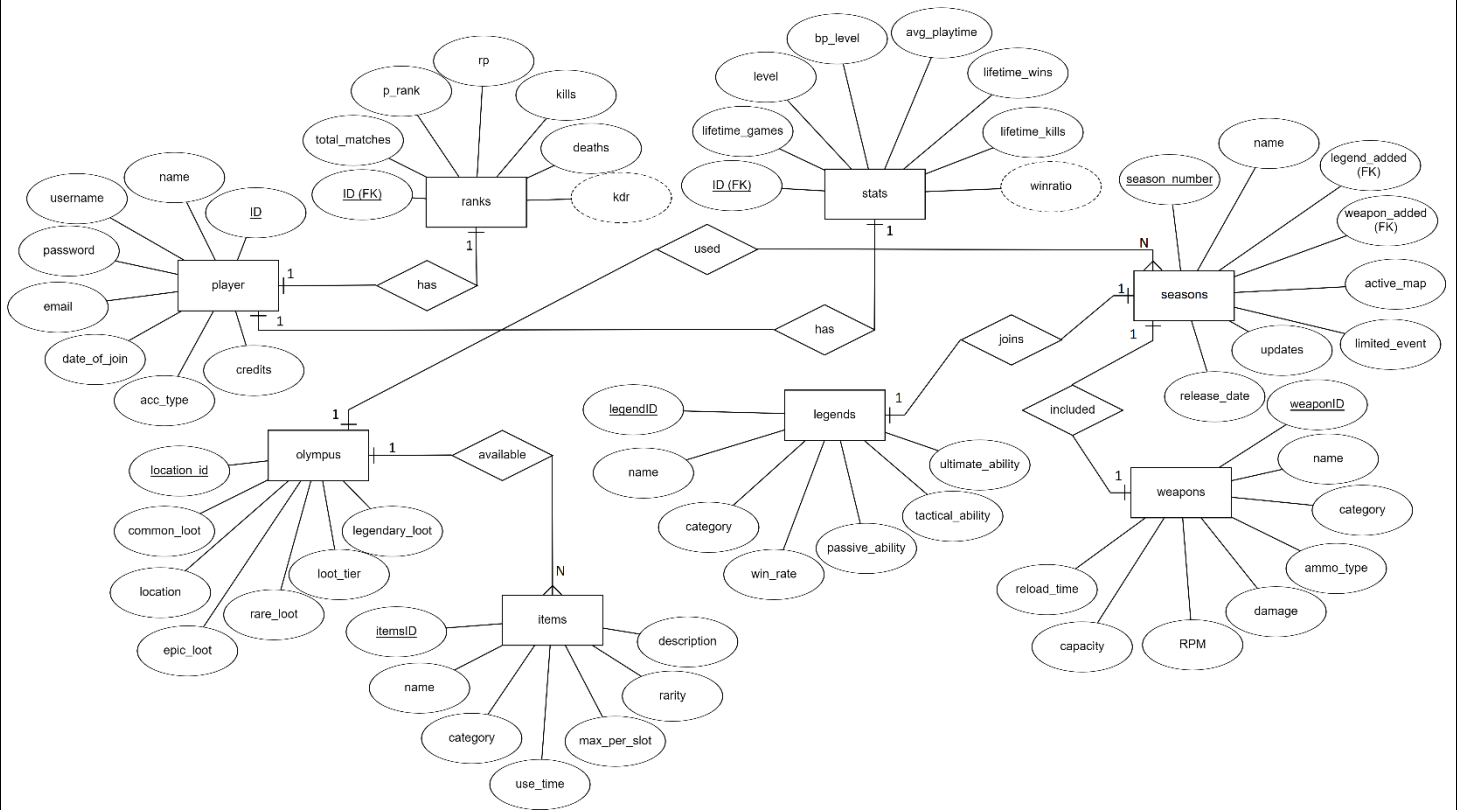 bp_level
avg_playtime
rp
level
lifetime_wins
p_rank
kills
lifetime_games
lifetime_kills
total_matches
deaths
name
legend_added
(FK)
season_number
ID (FK)
kdr
ranks
ID (FK)
stats
winratio
name
username
ID
weapon_added
(FK)
password
1
1
used
N
player
1
has
email
1
has
1
seasons
active_map
1
joins
updates
limited_event
date_of_join
credits
acc_type
1
release_date
weaponID
legendID
1
legends
included
1
olympus
1
available
location_id
name
ultimate_ability
name
1
weapons
category
common_loot
legendary_loot
category
passive_ability
tactical_ability
location
loot_tier
N
win_rate
ammo_type
reload_time
damage
epic_loot
rare_loot
itemsID
items
description
capacity
RPM
name
rarity
category
max_per_slot
use_time